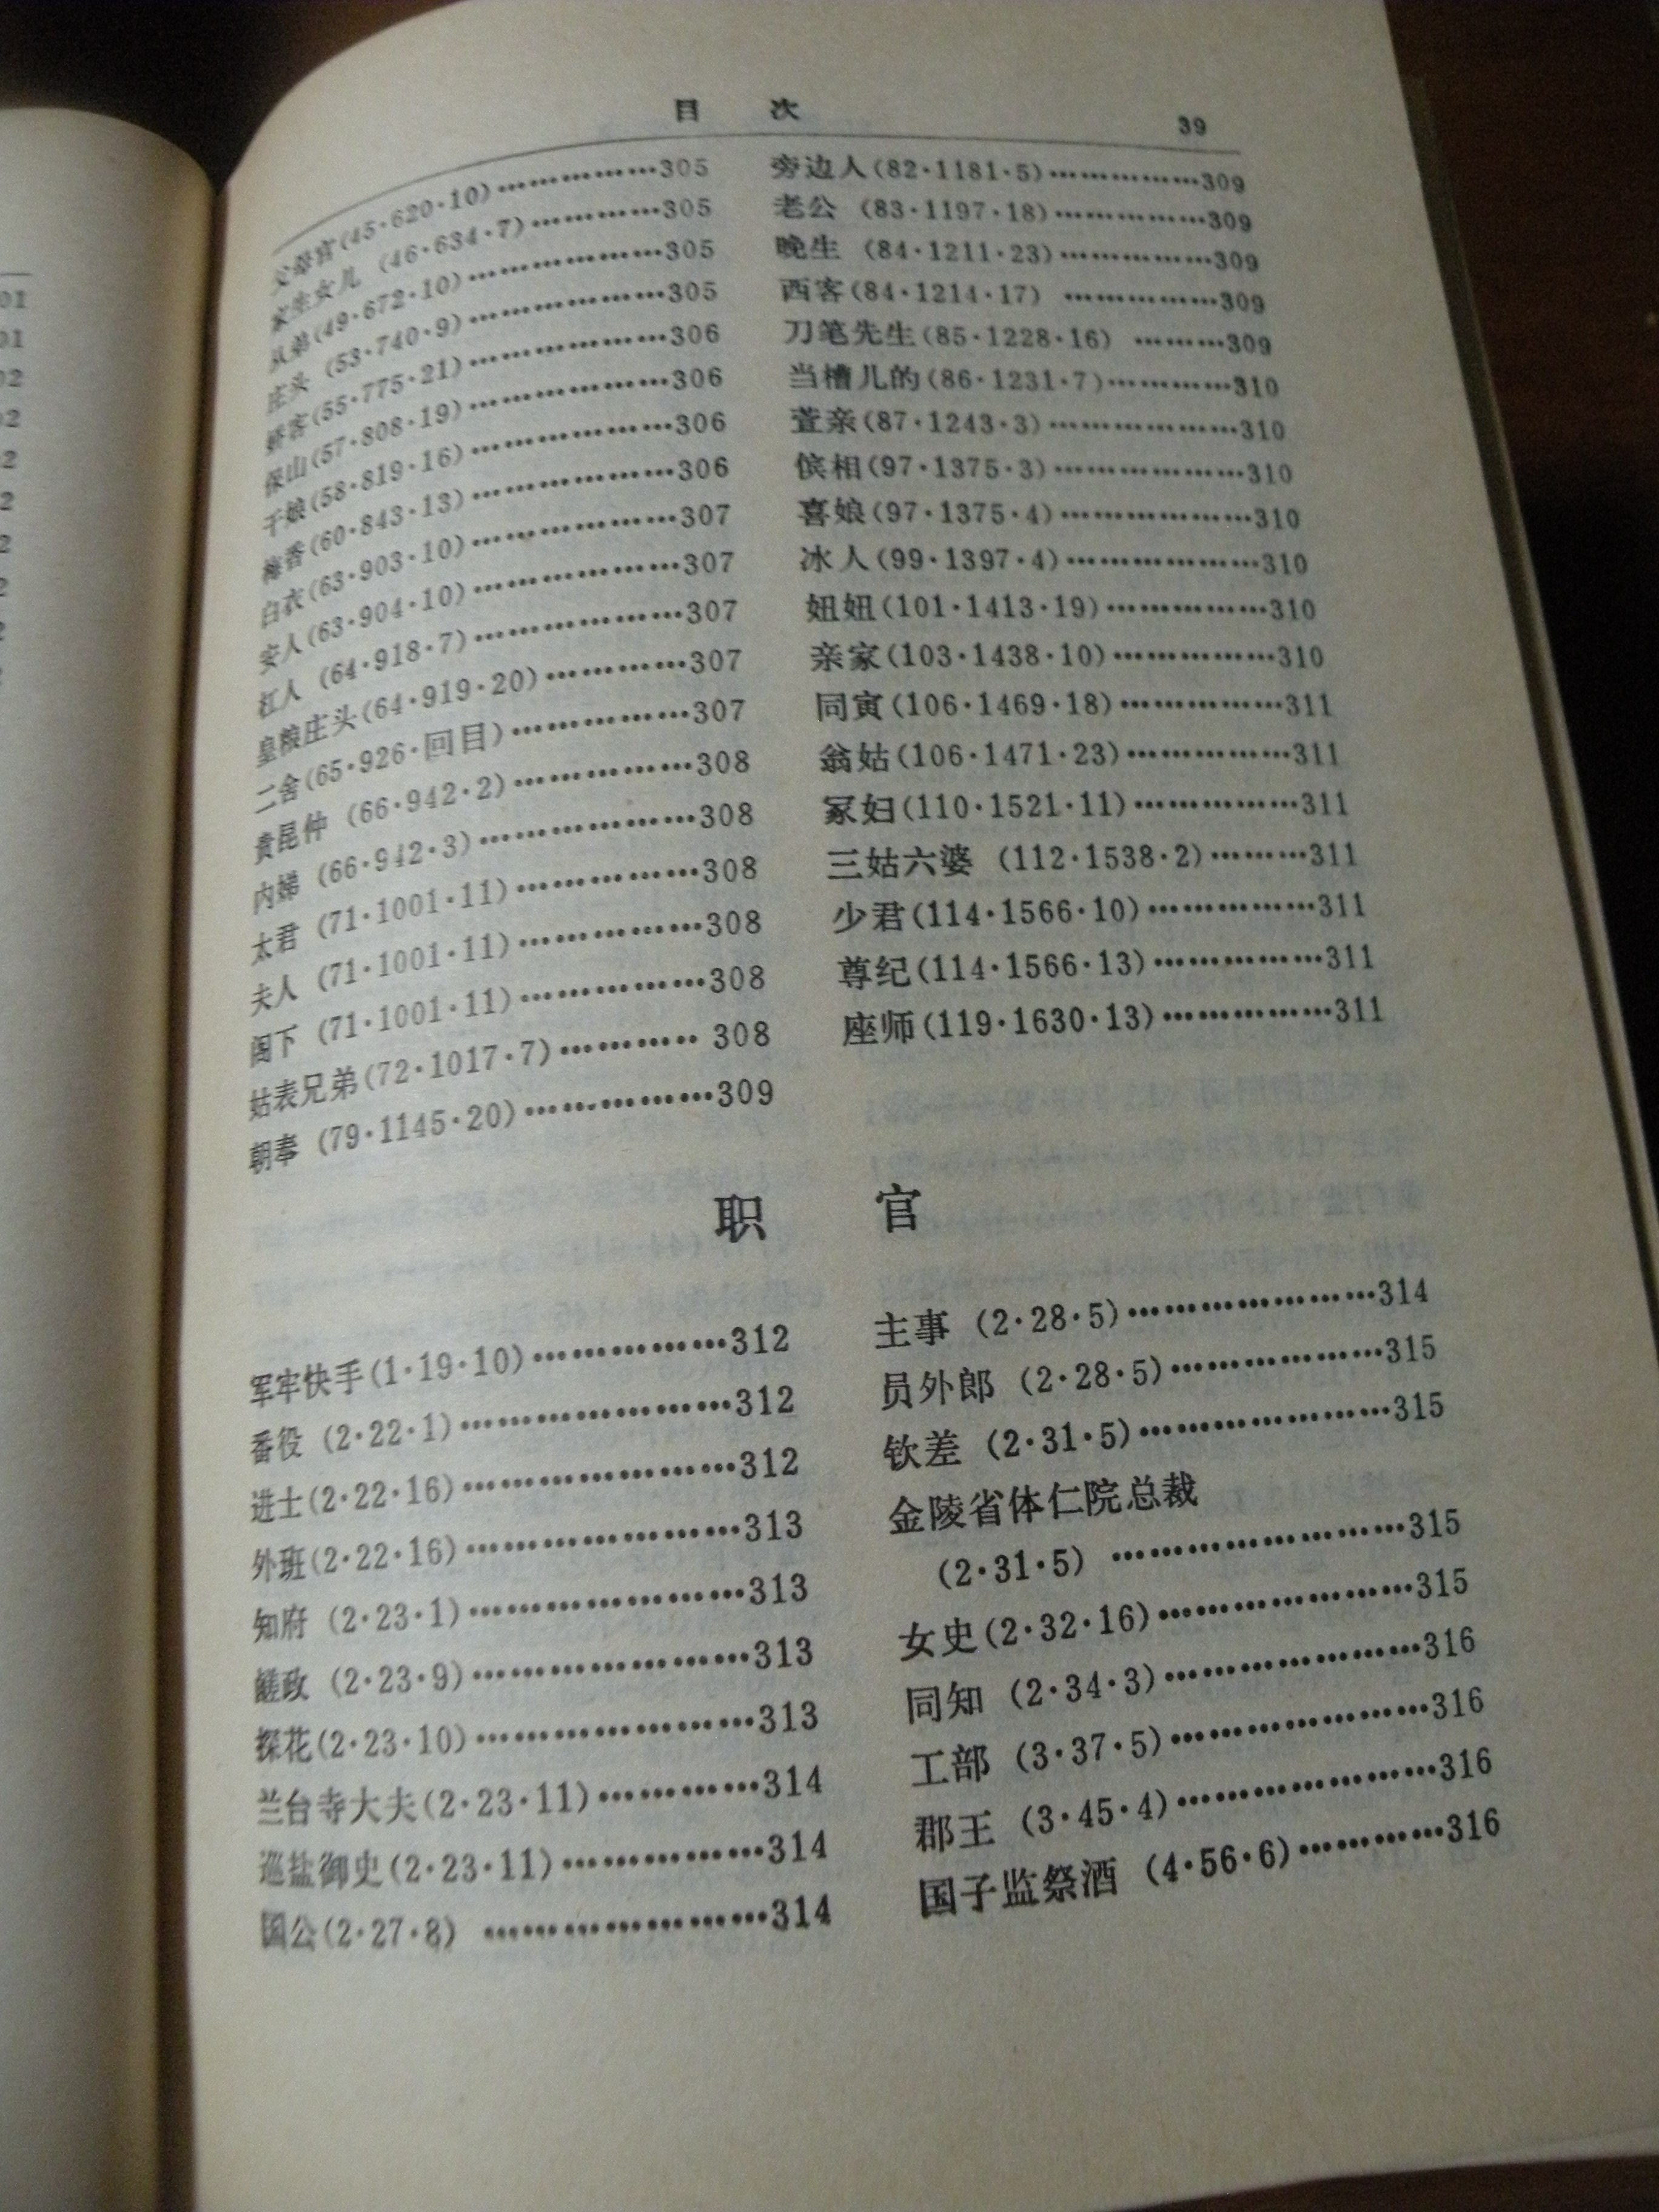 目 次 39
父母官(45·620·10)………………305
家生女儿 (46·634·7)……………305
从弟(49·672·10)…………………305
庄头 (53·740·9)…………………305
娇客(55·775·21)…………………306
保山(57·808·19)…………………306
干娘(58·819·16)…………………306
梅香(60·843·13)…………………306
白衣(63·903·10)…………………307
安人(63·904·10)…………………307
杠人 (64·918·7)…………………307
皇粮庄头(64·919·20)……………307
二舍(65·926·回目)………………307
贵昆仲 (66·942·2)………………308
内娣 (66·942·3)…………………308
太君 (71·1001·11)………………308
夫人 (71·1001·11)………………308
阁下 (71·1001·11)………………308
姑表兄弟(72·1017·7)………… 308
朝奉 (79·1145·20)………………309
旁边人(82·1181·5)………………309
老公 (83·1197·18)………………309
晚生 (84·1211·23)………………309
西客(84·1214·17) ………………309
刀笔先生(85·1228·16) …………309
当槽儿的(86·1231·7)……………310
萱亲(87·1243·3)…………………310
傧相(97·1375·3)…………………310
喜娘(97·1375·4)…………………310
冰人(99·1397·4)…………………310
妞妞(101·1413·19)………………310
亲家(103·1438·10)………………310
同寅(106·1469·18)………………311
翁姑(106·1471·23)………………311
冢妇(110·1521·11)………………311
三姑六婆 (112·1538·2)…………311
少君(114·1566·10)………………311
尊纪(114·1566·13)………………311
座师(119·1630·13)………………311
职 官
军牢快手(1·19·10)………………312
番役 (2·22·1)……………………312
进士(2·22·16)……………………312
外班(2·22·16)……………………313
知府 (2·23·1)……………………313
鹾政 (2·23·9)……………………313
探花(2·23·10)……………………313
兰台寺大夫(2·23·11)……………314
巡盐御史(2·23·11)………………314
国公(2·27·8) ……………………314
主事 (2·28·5)……………………314
员外郎 (2·28·5)…………………315
钦差 (2·31·5)……………………315
金陵省体仁院总裁
(2·31·5) …………………………315
女史(2·32·16)……………………315
同知 (2·34·3)……………………316
工部 (3·37·5)……………………316
郡王 (3·45·4)……………………316
国子监祭酒 (4·56·6)……………316